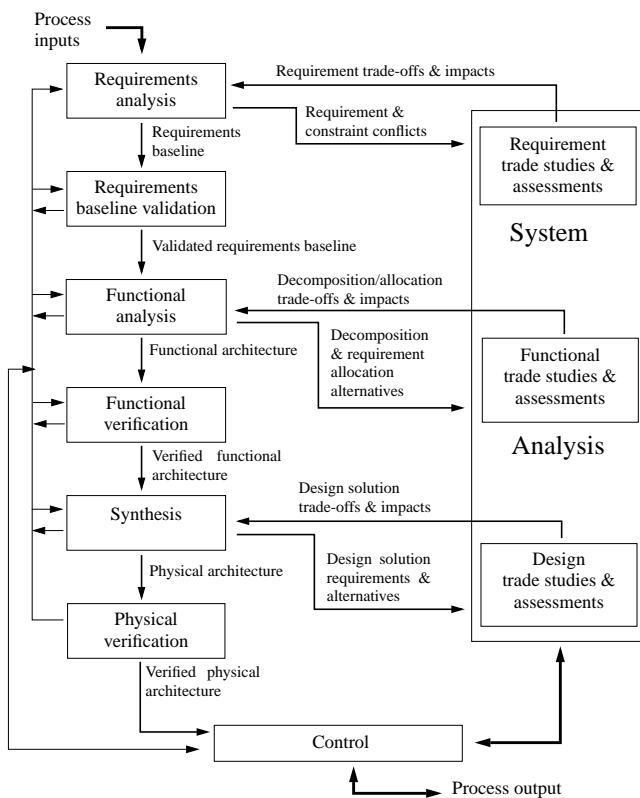 Process
inputs
Requirements
analysis
Requirement trade-offs & impacts
Requirement &
constraint conflicts
Requirements
baseline
Requirement
trade studies &
assessments
Requirements
baseline validation
System
Validated requirements baseline
Decomposition/allocation
trade-offs & impacts
Functional
analysis
Functional architecture
Decomposition
& requirement
allocation
alternatives
Functional
trade studies &
assessments
Functional
verification
Analysis
Verified functional
architecture
Design solution
trade-offs & impacts
Synthesis
Physical architecture
Design solution
requirements &
alternatives
Design
trade studies &
assessments
Physical
verification
Verified physical
architecture
Control
Process output